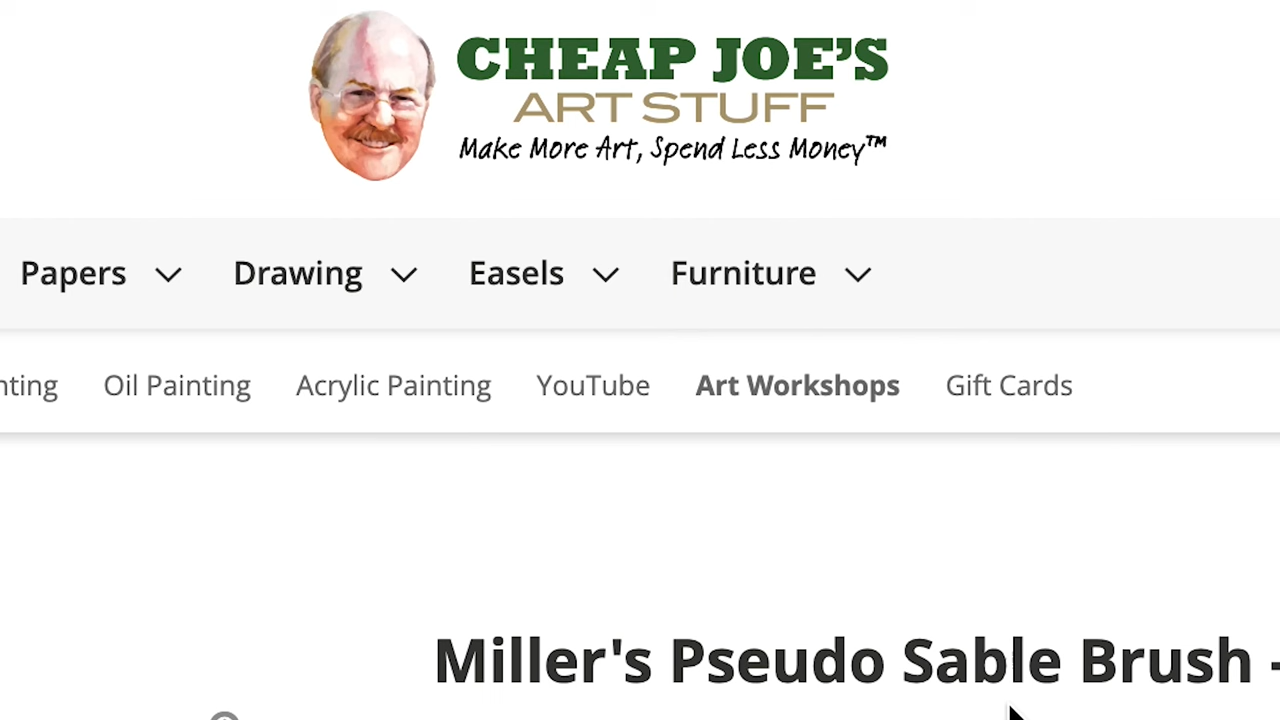 CHEAP JOE'S
ART STUFF
Make More Art, Spend Less Money™
Papers Drawing Easels Furniture
nting Oil Painting Acrylic Painting YouTube Art Workshops Gift Cards
Miller's Pseudo Sable Brush -